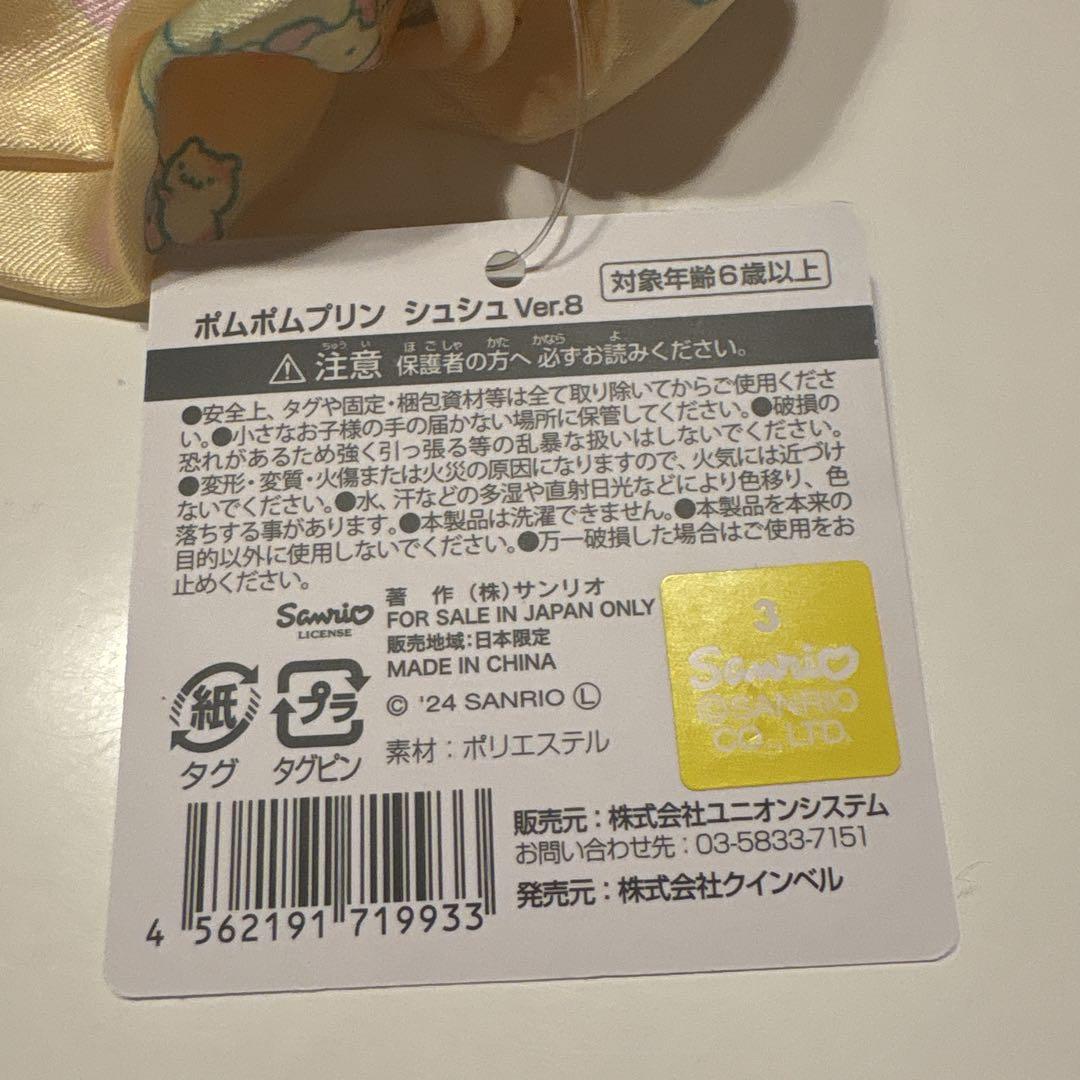 対象年齢6歳以上
ポムポムプリン シュシュ Ver.8
ちゅう い ほ ご しゃ かた かなら よ
注意 保護者の方へ 必ずお読みください。
●安全上、タグや固定・梱包資材等は全て取り除いてからご使用くださ
い。●小さなお子様の手の届かない場所に保管してください。●破損の
恐れがあるため強く引っ張る等の乱暴な扱いはしないでください。
●変形・変質・火傷または火災の原因になりますので、火気には近づけ
ないでください。●水、汗などの多湿や直射日光などにより色移り、色
落ちする事があります。●本製品は洗濯できません。●本製品を本来の
目的以外に使用しないでください。●万一破損した場合はご使用をお
止めください。
Sanrio
LICENSE
著 作 (株)サンリオ
FOR SALE IN JAPAN ONLY
販売地域:日本限定
MADE IN CHINA
© '24 SANRIO Ⓛ
素材:ポリエステル
3
Sanrio
©SANRIO
CO., LTD.
紙
タグ
プラ
タグピン
4 562191 719933
販売元:株式会社ユニオンシステム
お問い合わせ先:03-5833-7151
発売元:株式会社クインベル